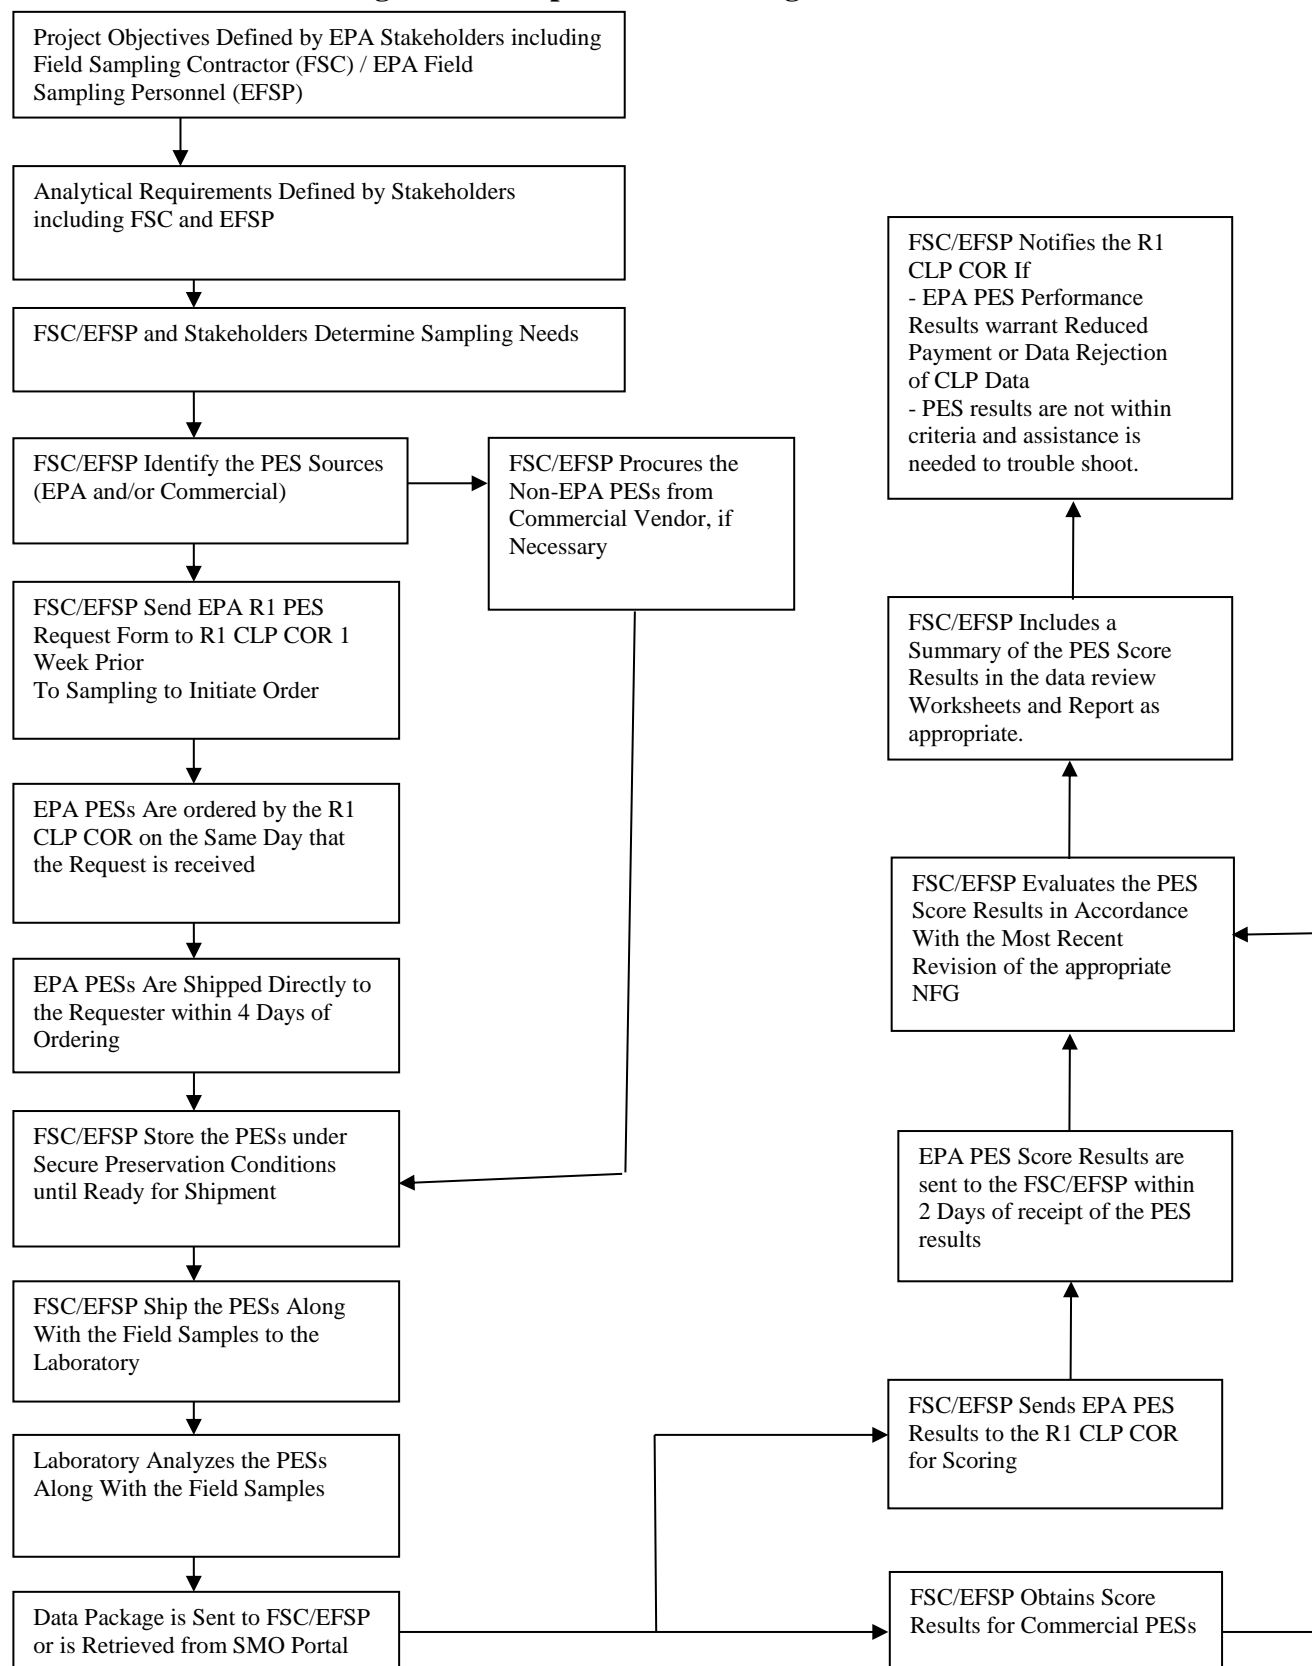 Project Objectives Defined by EPA Stakeholders including
Field Sampling Contractor (FSC) / EPA Field
Sampling Personnel (EFSP)
Analytical Requirements Defined by Stakeholders
including FSC and EFSP
FSC/EFSP and Stakeholders Determine Sampling Needs
FSC/EFSP Identify the PES Sources
(EPA and/or Commercial)
FSC/EFSP Procures the
Non-EPA PESs from
Commercial Vendor, if
Necessary
FSC/EFSP Send EPA R1 PES
Request Form to R1 CLP COR 1
Week Prior
To Sampling to Initiate Order
EPA PESs Are ordered by the R1
CLP COR on the Same Day that
the Request is received
EPA PESs Are Shipped Directly to
the Requester within 4 Days of
Ordering
FSC/EFSP Store the PESs under
Secure Preservation Conditions
until Ready for Shipment
FSC/EFSP Ship the PESs Along
With the Field Samples to the
Laboratory
Laboratory Analyzes the PESs
Along With the Field Samples
Data Package is Sent to FSC/EFSP
or is Retrieved from SMO Portal
FSC/EFSP Obtains Score
Results for Commercial PESs
FSC/EFSP Sends EPA PES
Results to the R1 CLP COR
for Scoring
EPA PES Score Results are
sent to the FSC/EFSP within
2 Days of receipt of the PES
results
FSC/EFSP Evaluates the PES
Score Results in Accordance
With the Most Recent
Revision of the appropriate
NFG
FSC/EFSP Includes a
Summary of the PES Score
Results in the data review
Worksheets and Report as
appropriate.
FSC/EFSP Notifies the R1
CLP COR If
- EPA PES Performance
Results warrant Reduced
Payment or Data Rejection
of CLP Data
- PES results are not within
criteria and assistance is
needed to trouble shoot.